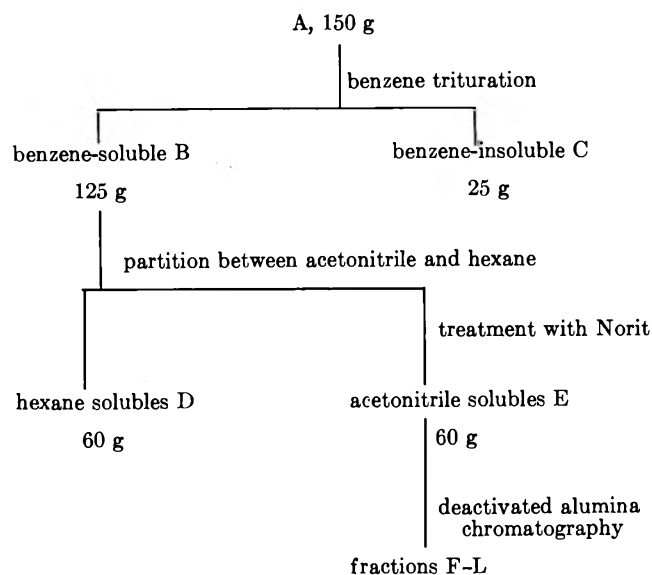 A, 150 g
benzene trituration
benzene-soluble B
125 g
benzene-insoluble C
25 g
partition between acetonitrile and hexane
treatment with Norit
hexane solubles D
60 g
acetonitrile solubles E
60 g
deactivated alumina
chromatography
fractions F-L